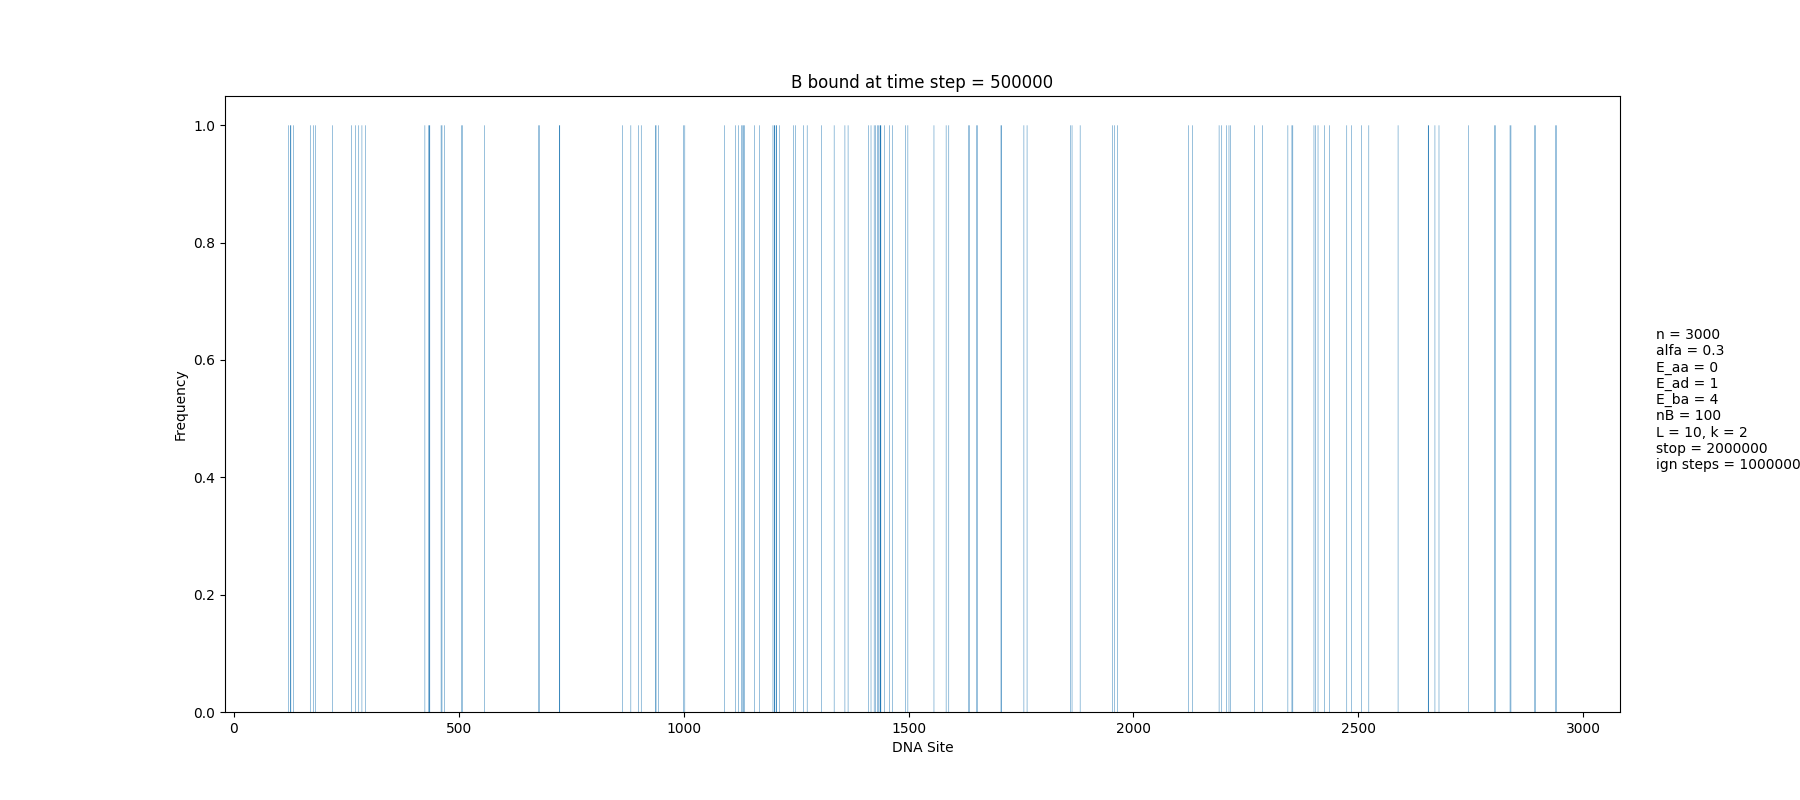 B bound at time step = 500000
1.0
0.8
0.6
0.4
0.2
0.0
Frequency
0 500 1000 1500 2000 2500 3000
DNA Site
n = 3000
alfa = 0.3
E_aa = 0
E_ad = 1
E_ba = 4
nB = 100
L = 10, k = 2
stop = 2000000
ign steps = 1000000